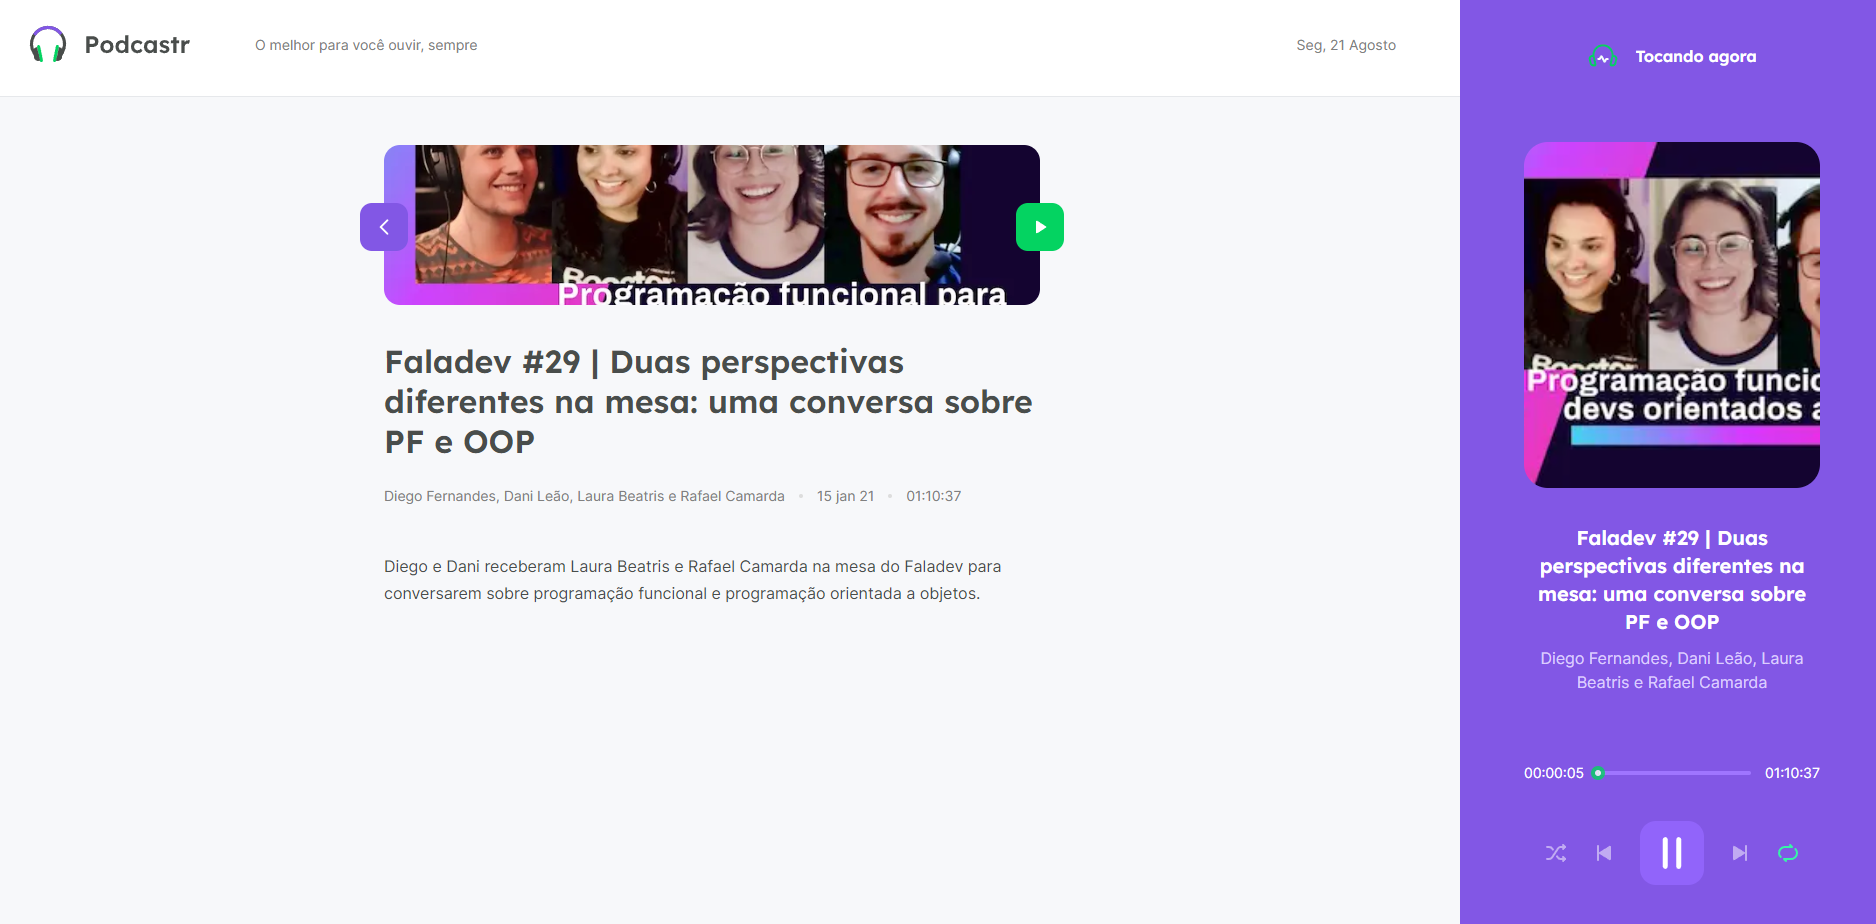 Podcastr
O melhor para você ouvir, sempre
Seg, 21 Agosto
Programação funcional para
Faladev #29 | Duas perspectivas
diferentes na mesa: uma conversa sobre
PF e OOP
Diego Fernandes, Dani Leão, Laura Beatris e Rafael Camarda
15 jan 21
01:10:37
Diego e Dani receberam Laura Beatris e Rafael Camarda na mesa do Faladev para
conversarem sobre programação funcional e programação orientada a objetos.
Tocando agora
Programação funcio
devs orientados a
Faladev #29 | Duas
perspectivas diferentes na
mesa: uma conversa sobre
PF e OOP
Diego Fernandes, Dani Leão, Laura
Beatris e Rafael Camarda
00:00:05
01:10:37